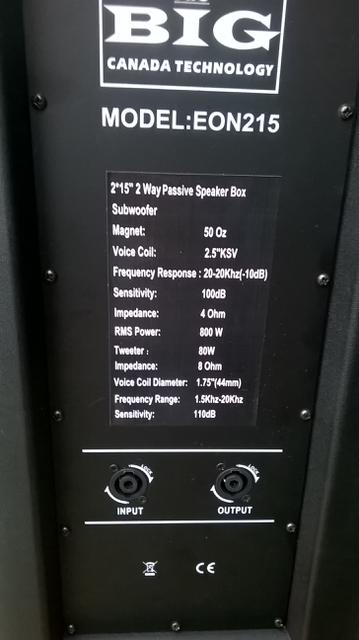 BIG
CANADA TECHNOLOGY
MODEL:EON215
2*15" 2 Way Passive Speaker Box
Subwoofer
Magnet: 50 Oz
Voice Coil: 2.5"KSV
Frequency Response : 20-20Khz(-10dB)
Sensitivity: 100dB
Impedance: 4 Ohm
RMS Power: 800 W
Tweeter : 80W
Impedance: 8 Ohm
Voice Coil Diameter: 1.75"(44mm)
Frequency Range: 1.5Khz-20Khz
Sensitivity: 110dB
LOCK LOCK
INPUT OUTPUT
CE